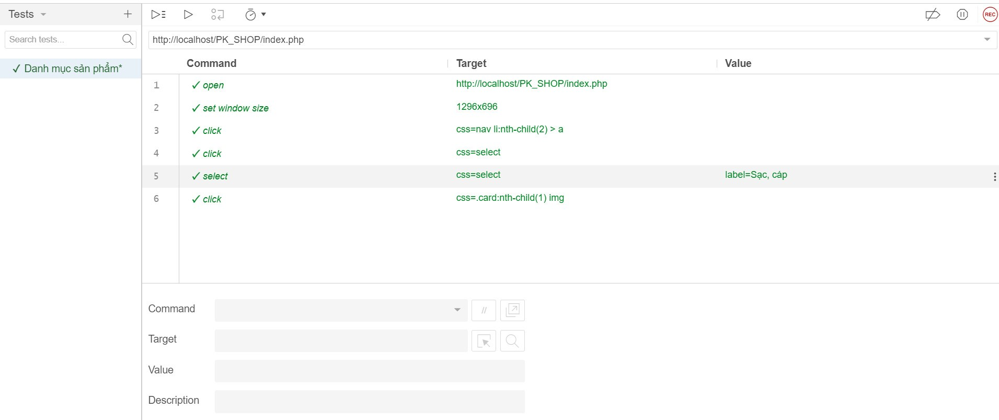 Tests
REC
Search tests...
http://localhost/PK_SHOP/index.php
✓ Danh mục sản phẩm*
Command Target Value
1 ✓ open http://localhost/PK_SHOP/index.php
2 ✓ set window size 1296x696
3 ✓ click css=nav li:nth-child(2) > a
4 ✓ click css=select
5 ✓ select css=select label=Sạc, cáp
6 ✓ click css=.card:nth-child(1) img
Command //
Target
Value
Description